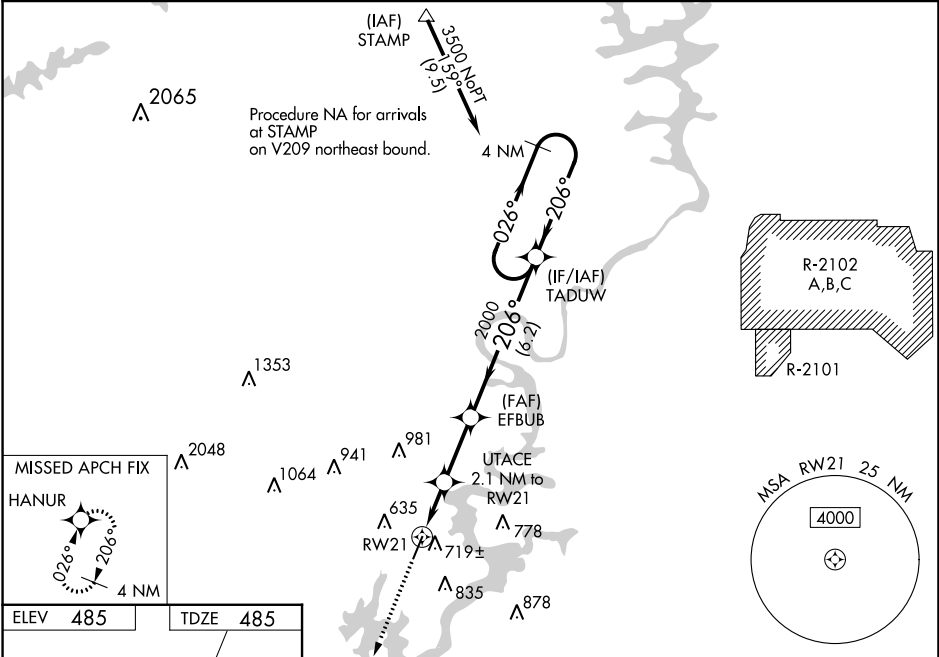 (IAF)
STAMP
3500 NoPT
159°
(9.5)
2065
Procedure NA for arrivals
at STAMP
on V209 northeast bound.
4 NM
026°
206°
(IF/IAF)
TADUW
R-2102
A,B,C
R-2101
2000
206°
(6.2)
1353
(FAF)
EFBUB
2048
1064
941
981
UTACE
2.1 NM to
RW21
635
778
RW21
719±
835
878
MISSED APCH FIX
HANUR
026°
206°
4 NM
MSA RW21 25 NM
4000
ELEV 485
TDZE 485